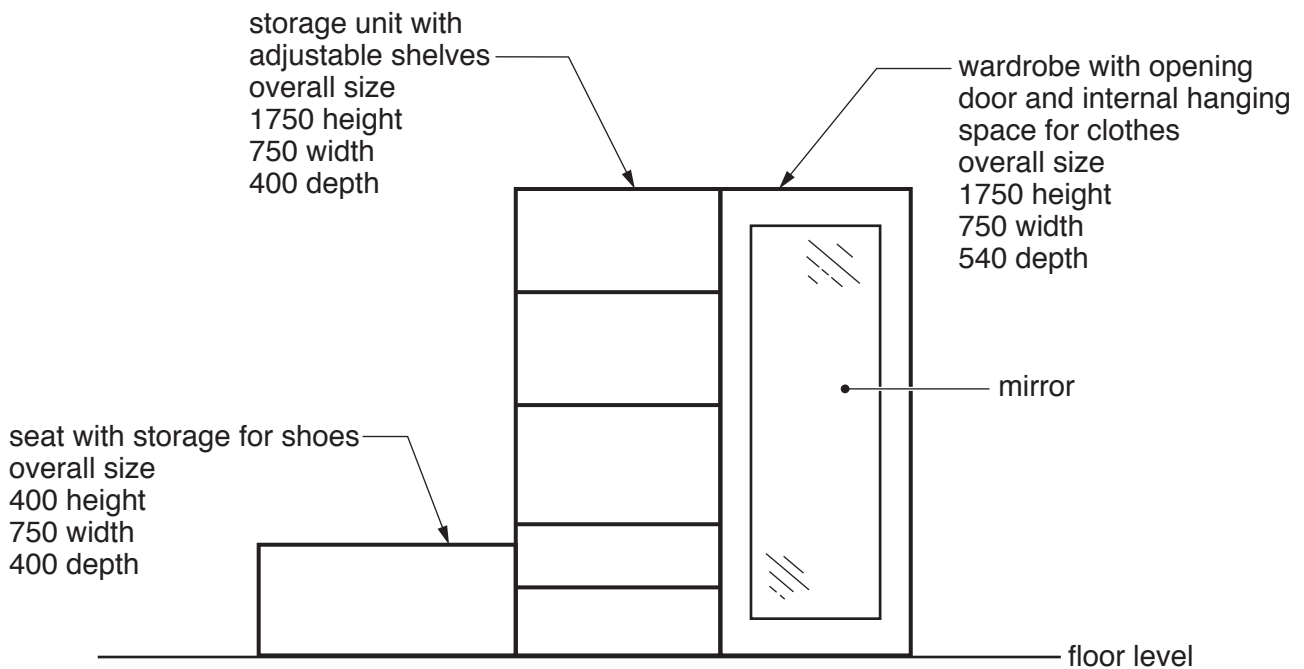 storage unit with
adjustable shelves
overall size
1750 height
750 width
400 depth
wardrobe with opening
door and internal hanging
space for clothes
overall size
1750 height
750 width
540 depth
mirror
seat with storage for shoes
overall size
400 height
750 width
400 depth
floor level